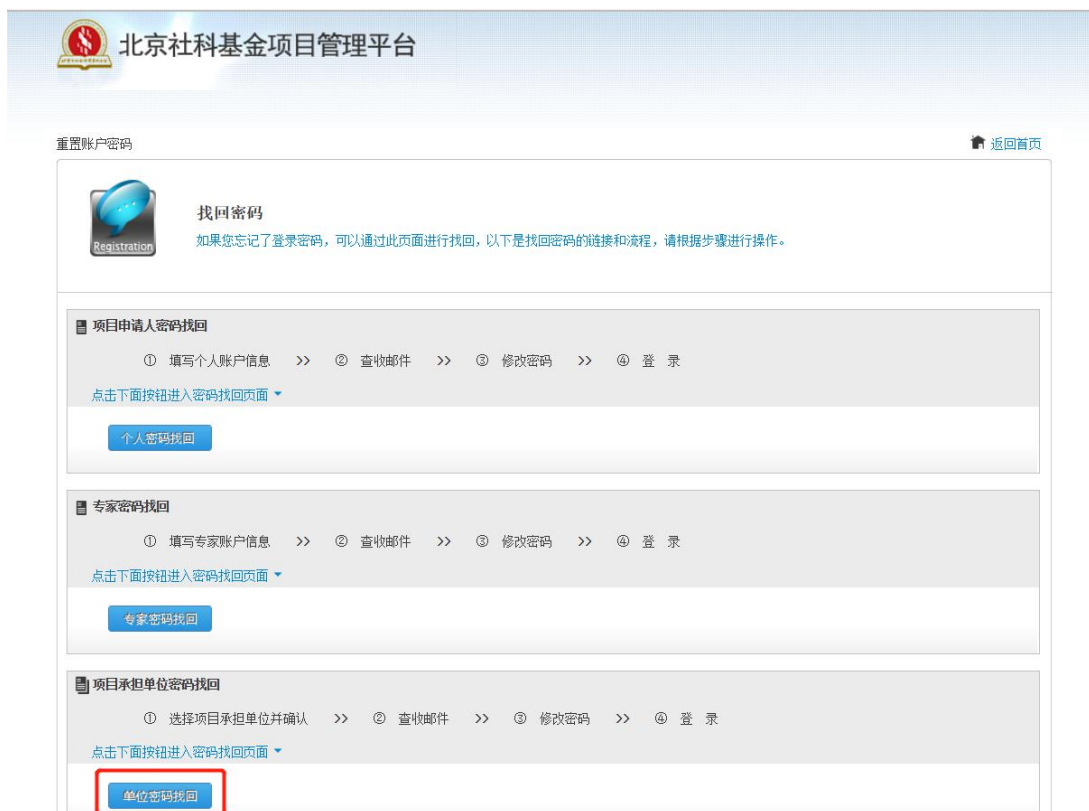 北京社科基金项目管理平台
重置账户密码
返回首页
Registration
找回密码
如果您忘记了登录密码，可以通过此页面进行找回，以下是找回密码的链接和流程，请根据步骤进行操作。
项目申请人密码找回
① 填写个人账户信息 >> ② 查收邮件 >> ③ 修改密码 >> ④ 登 录
点击下面按钮进入密码找回页面
个人密码找回
专家密码找回
① 填写专家账户信息 >> ② 查收邮件 >> ③ 修改密码 >> ④ 登 录
点击下面按钮进入密码找回页面
专家密码找回
项目承担单位密码找回
① 选择项目承担单位并确认 >> ② 查收邮件 >> ③ 修改密码 >> ④ 登 录
点击下面按钮进入密码找回页面
单位密码找回